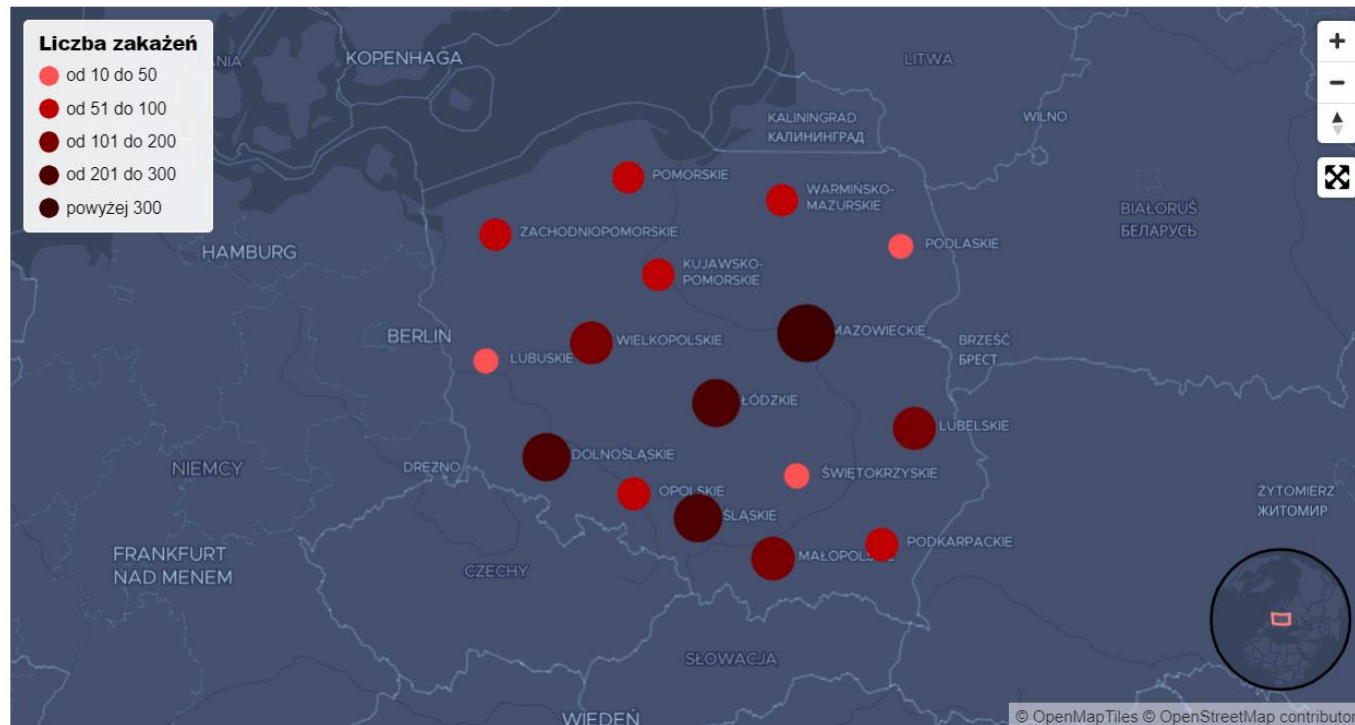 Liczba zakażeń
od 10 do 50
od 51 do 100
od 101 do 200
od 201 do 300
powyżej 300
KOPENHAGA
LITWA
KALININGRAD
КАЛИНИНГРАД
WILNO
POMORSKIE
WARMIŃSKO-
MAZURSKIE
BIAŁORUŚ
БЕЛАРУСЬ
ZACHODNIOPOMORSKIE
PODLASKIE
HAMBURG
KUJAWSKO-
POMORSKIE
BERLIN
WIELKOPOLSKIE
MAZOWIECKIE
BRZEŚĆ
БРЕСТ
LUBUSKIE
ŁÓDZKIE
LUBELSKIE
DOLNOŚLĄSKIE
NIEMCY
DREZNO
ŚWIĘTOKRZYSKIE
OPOLSKIE
ŻYTOMIERZ
ЖИТОМИР
ŚLĄSKIE
PODKARPACKIE
FRANKFURT
NAD MENEM
CZECHY
SŁOWACJA
WIEDEŃ
© OpenMapTiles © OpenStreetMap contributor